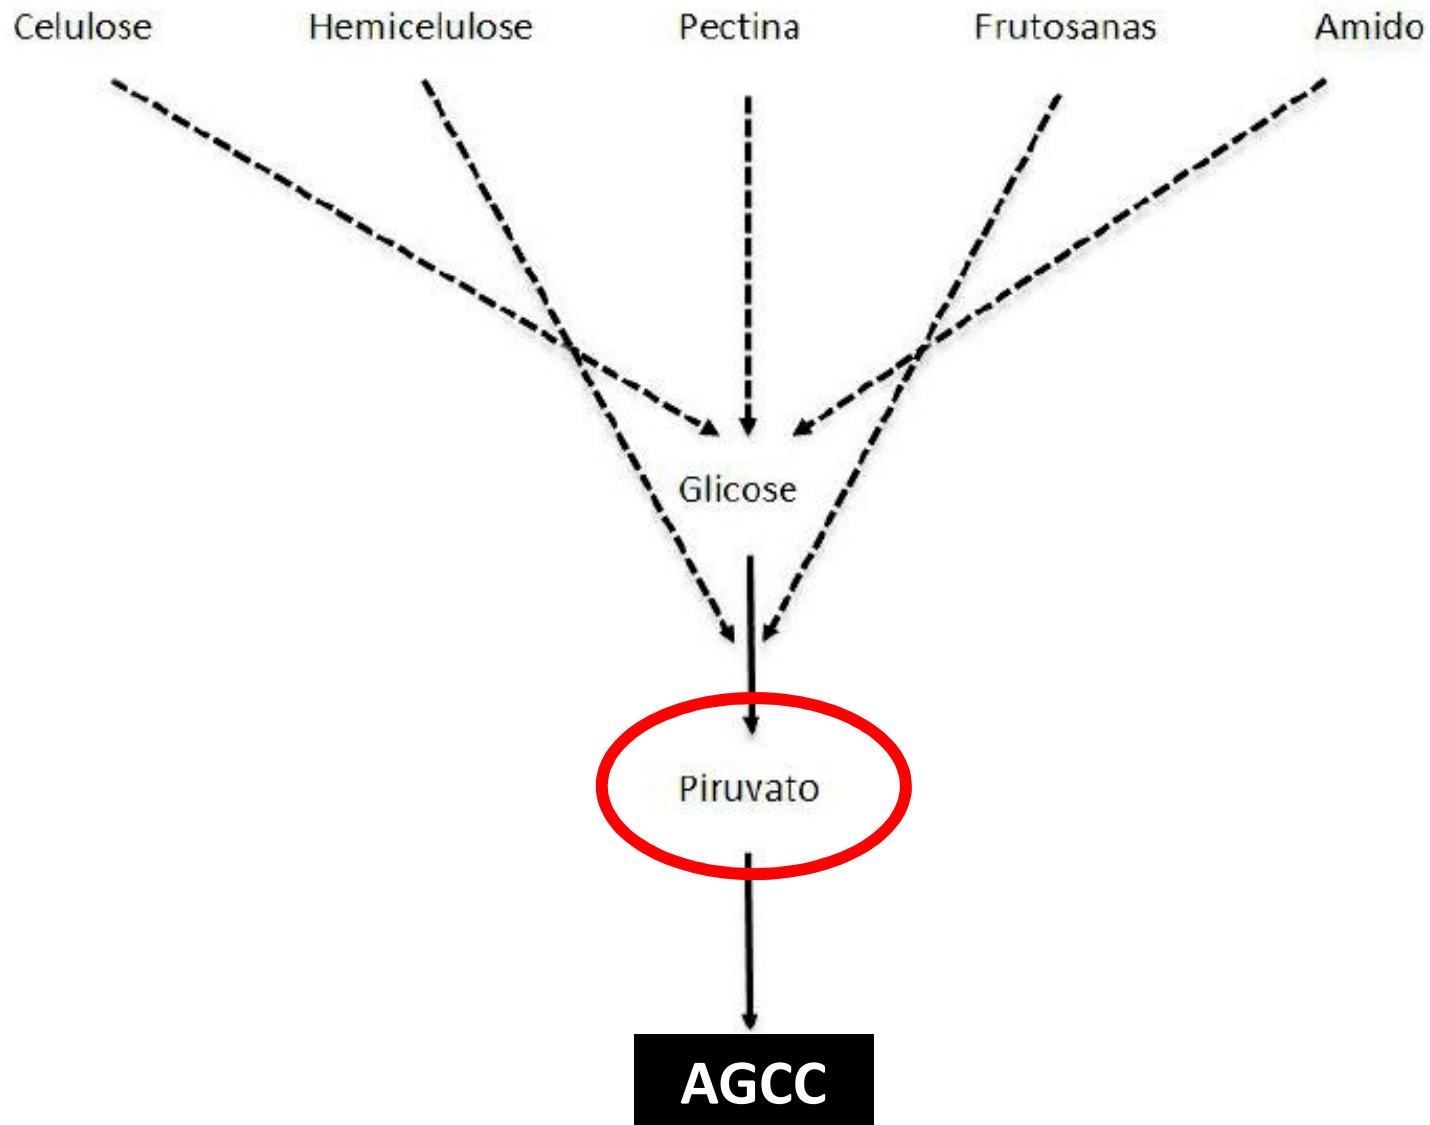 Celulose Hemicelulose Pectina Frutosanas Amido
Glicose
Piruvato
AGCC